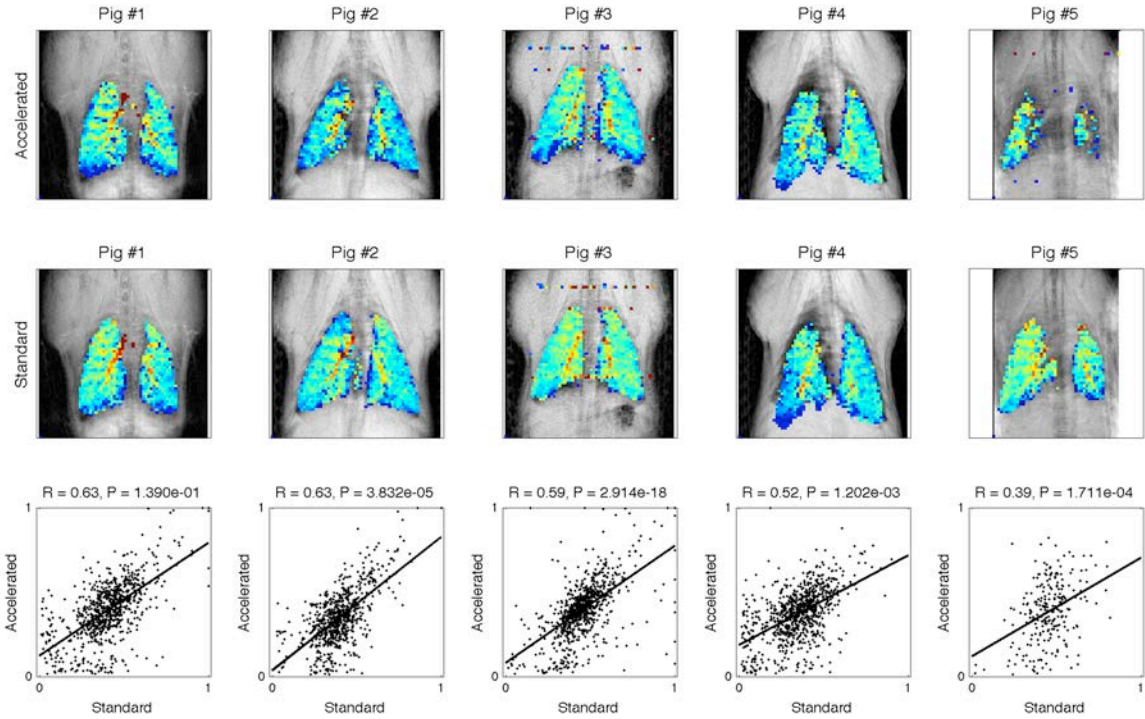 Pig #1 Pig #2 Pig #3 Pig #4 Pig #5
Accelerated
Pig #1 Pig #2 Pig #3 Pig #4 Pig #5
Standard
R = 0.63, P = 1.390e-01 R = 0.63, P = 3.832e-05 R = 0.59, P = 2.914e-18 R = 0.52, P = 1.202e-03 R = 0.39, P = 1.711e-04
1 1 1 1 1
Accelerated Accelerated Accelerated Accelerated Accelerated
0 0 0 0 0
0 1 0 1 0 1 0 1 0 1
Standard Standard Standard Standard Standard